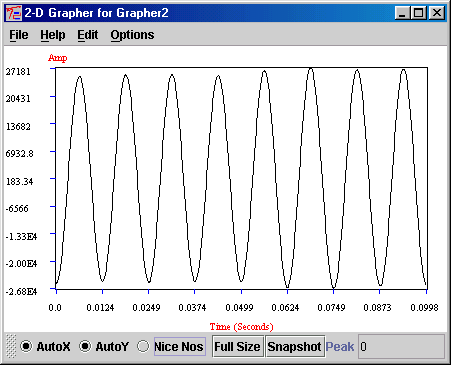 2-D Grapher for Grapher2
File Help Edit Options
Amp
27181
20431
13682
6932.8
183.34
-6566
-1.33E4
-2.00E4
-2.68E4
0.0 0.0124 0.0249 0.0374 0.0499 0.0624 0.0749 0.0873 0.0998
Time (Seconds)
AutoX AutoY Nice Nos Full Size Snapshot Peak 0